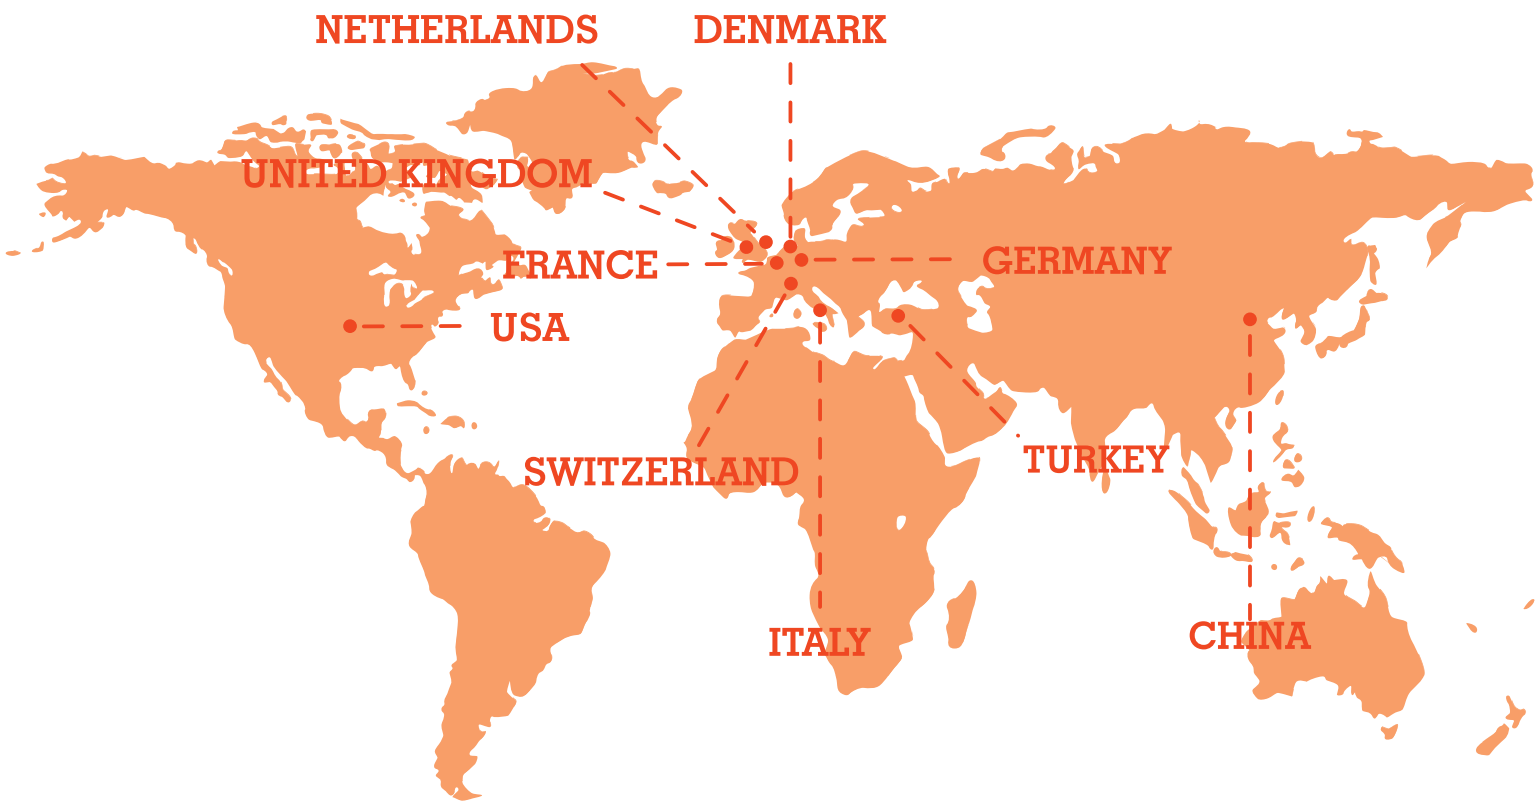 NETHERLANDS
DENMARK
UNITED KINGDOM
FRANCE
GERMANY
USA
SWITZERLAND
TURKEY
ITALY
CHINA